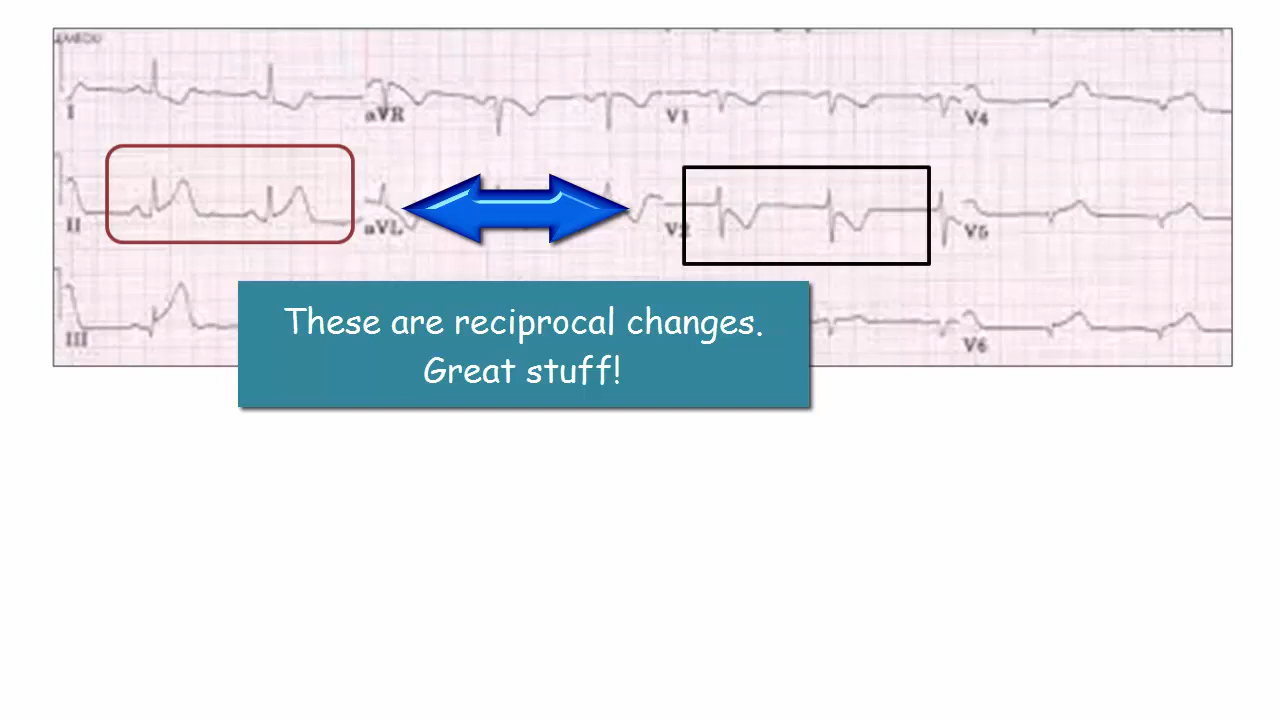 I aVR V1 V4
II aVL V2 V5
III V6
These are reciprocal changes.
Great stuff!